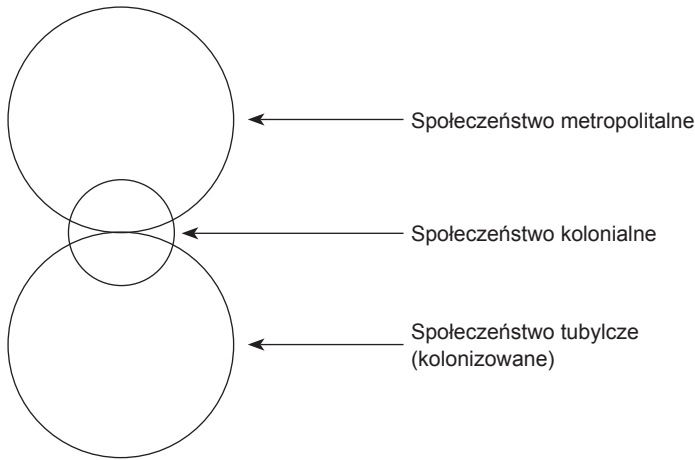 Społeczeństwo metropolitalne
Społeczeństwo kolonialne
Społeczeństwo tubylcze
(kolonizowane)